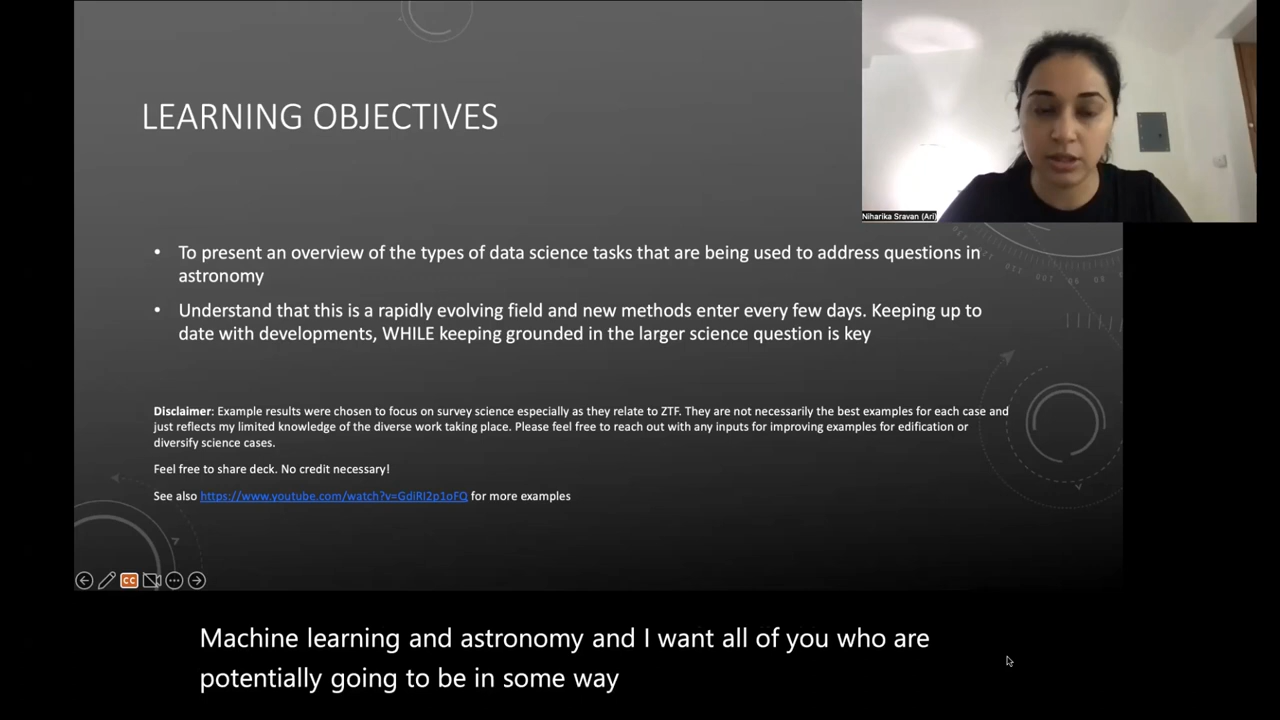 LEARNING OBJECTIVES
Niharika Sravan (Ari)
• To present an overview of the types of data science tasks that are being used to address questions in
astronomy
• Understand that this is a rapidly evolving field and new methods enter every few days. Keeping up to
date with developments, WHILE keeping grounded in the larger science question is key
Disclaimer: Example results were chosen to focus on survey science especially as they relate to ZTF. They are not necessarily the best examples for each case and
just reflects my limited knowledge of the diverse work taking place. Please feel free to reach out with any inputs for improving examples for edification or
diversify science cases.
Feel free to share deck. No credit necessary!
See also https://www.youtube.com/watch?v=GdiRI2p1oFQ for more examples
CC
Machine learning and astronomy and I want all of you who are
potentially going to be in some way